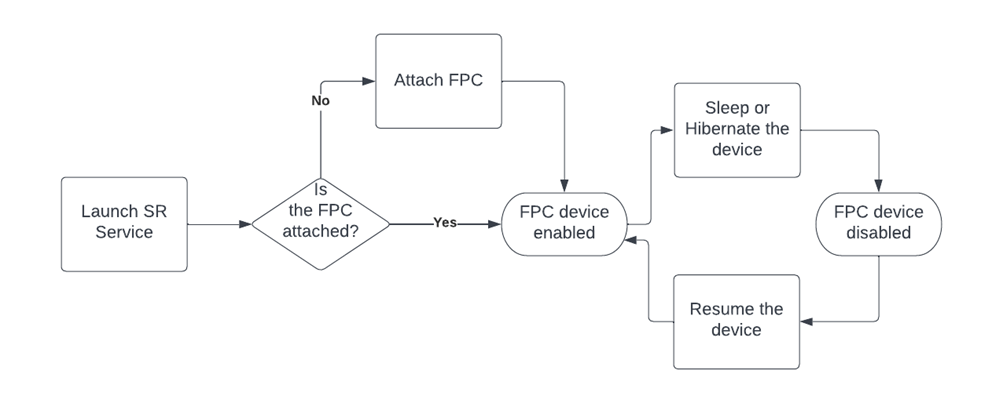 Attach FPC
No
Sleep or
Hibernate the
device
Launch SR
Service
Is
the FPC
attached?
Yes
FPC device
enabled
FPC device
disabled
Resume the
device